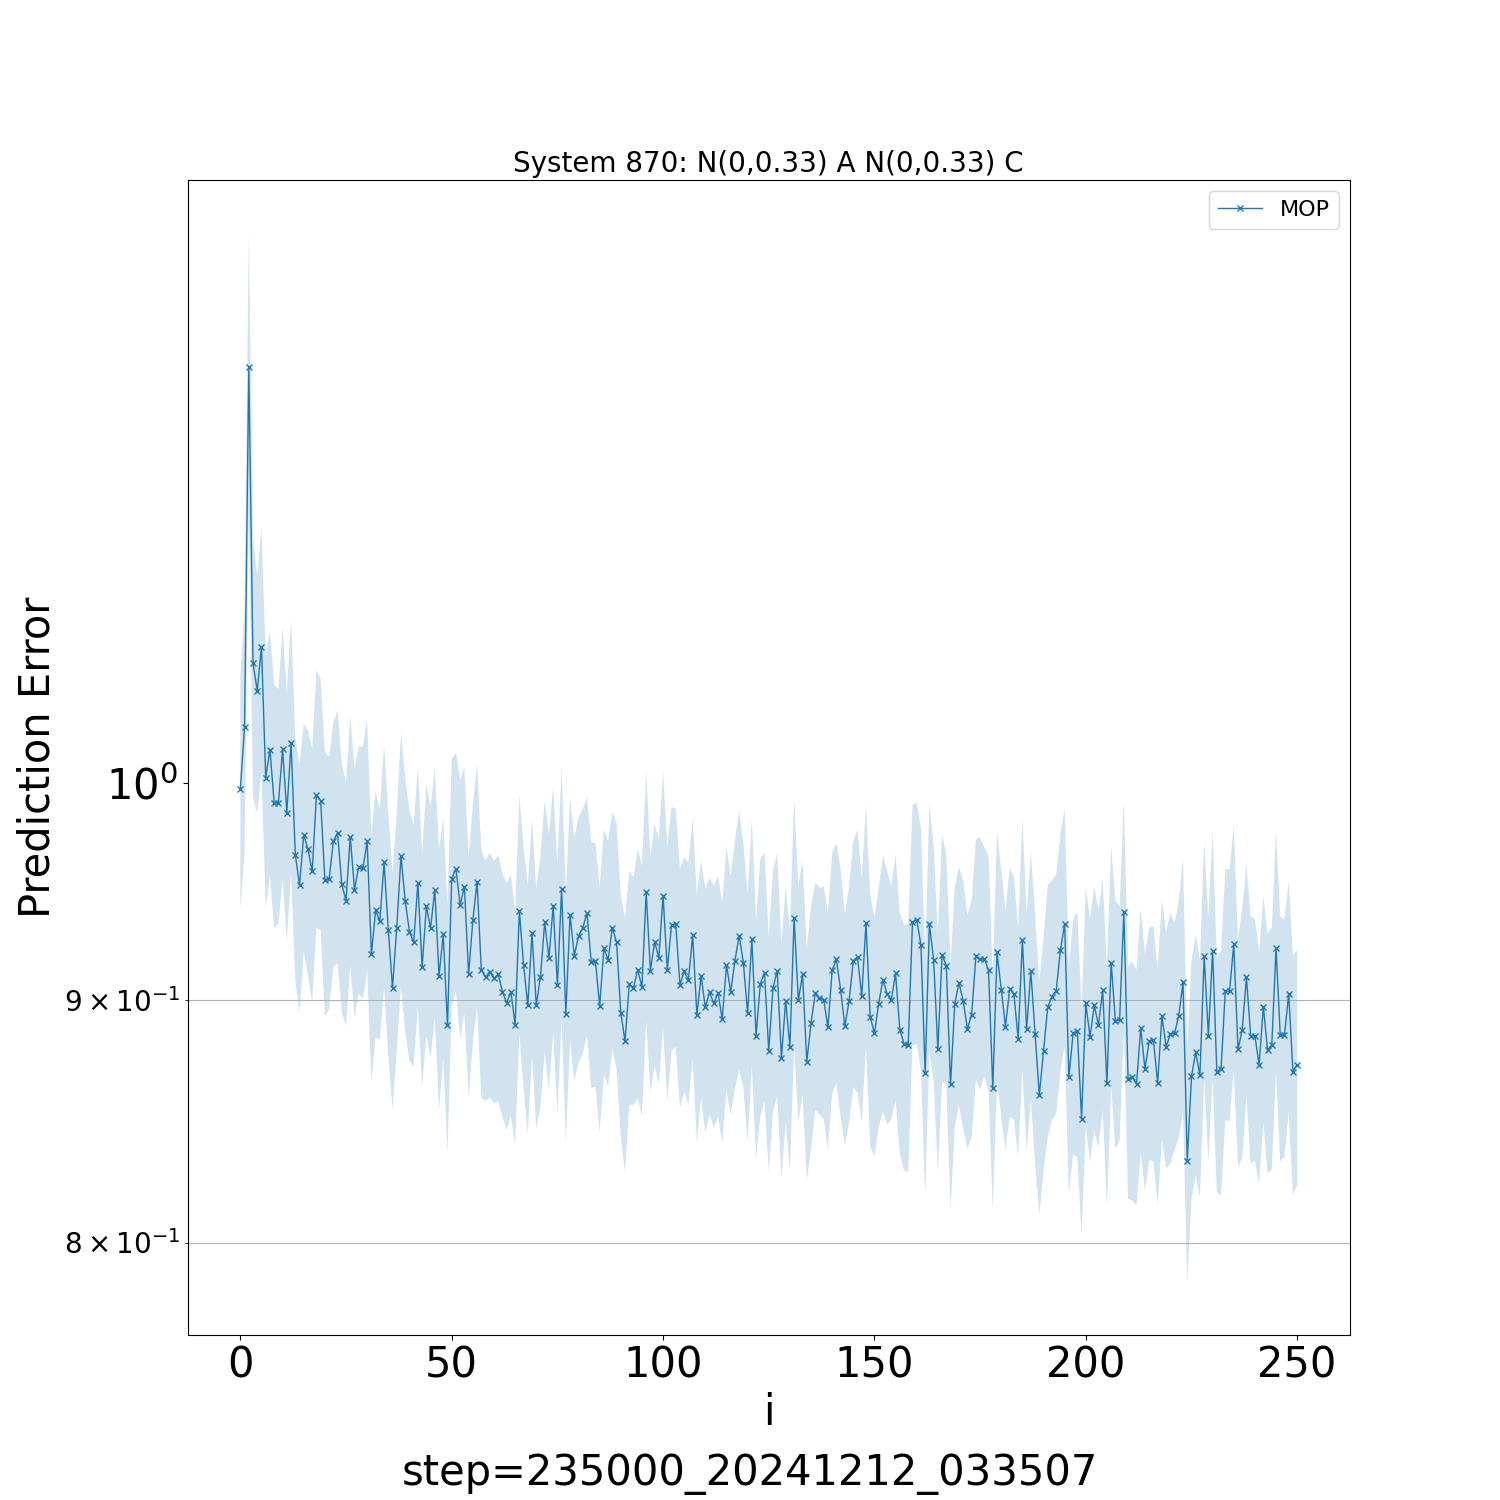 System 870: N(0,0.33) A N(0,0.33) C
MOP
Prediction Error
10⁰
9 × 10⁻¹
8 × 10⁻¹
0 50 100 150 200 250
i
step=235000_20241212_033507